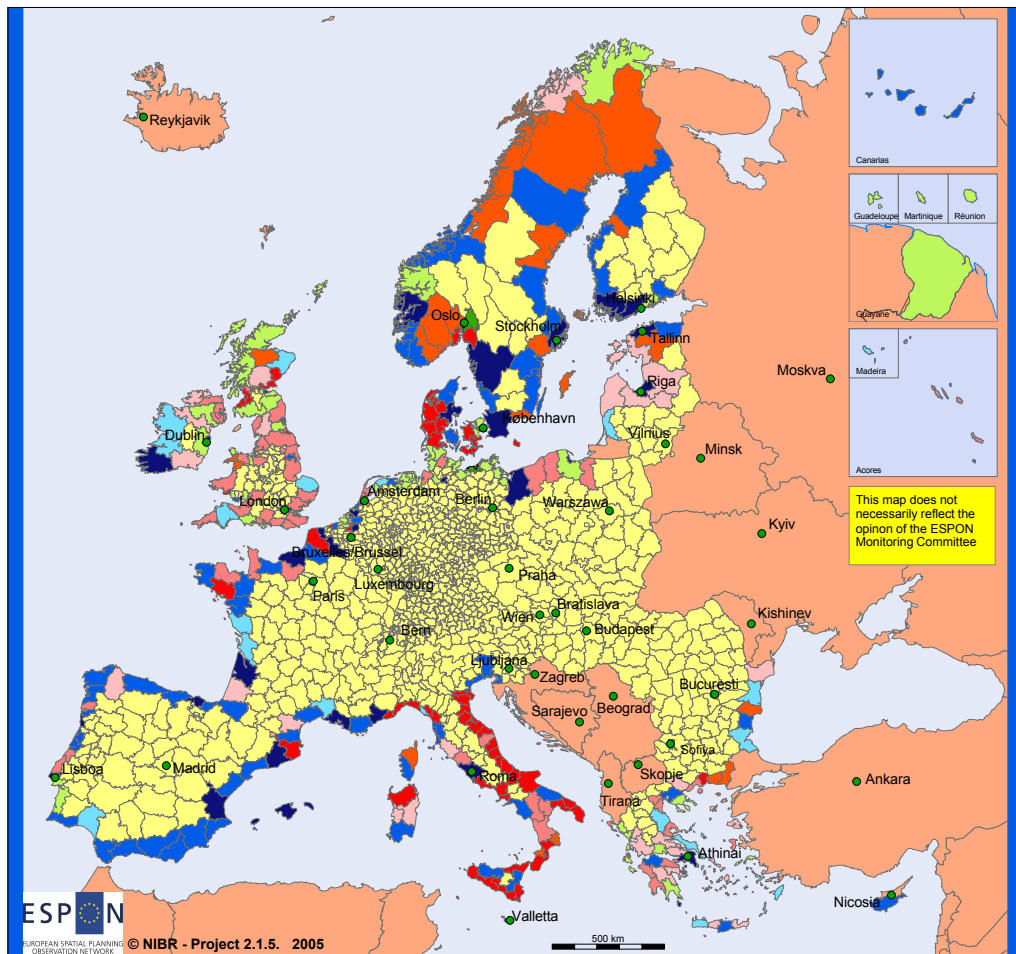 Reykjavik
Canarias
Guadeloupe
Martinique
Réunion
Guayane
Madeira
Acores
This map does not
necessarily reflect the
opinon of the ESPON
Monitoring Committee
Oslo
Helsinki
Stockholm
Tallinn
Riga
Moskva
København
Dublin
Vilnius
Minsk
London
Amsterdam
Berlin
Warszawa
Kyiv
Bruxelles/Brussel
Luxembourg
Praha
Paris
Wien
Bratislava
Kishinev
Bern
Budapest
Ljubljana
Zagreb
Bucuresti
Beograd
Sarajevo
Sofiya
Lisboa
Madrid
Roma
Skopje
Tirana
Ankara
Athinai
Nicosia
Valletta
ESPON
EUROPEAN SPATIAL PLANNING
OBSERVATION NETWORK
© NIBR - Project 2.1.5. 2005
500 km